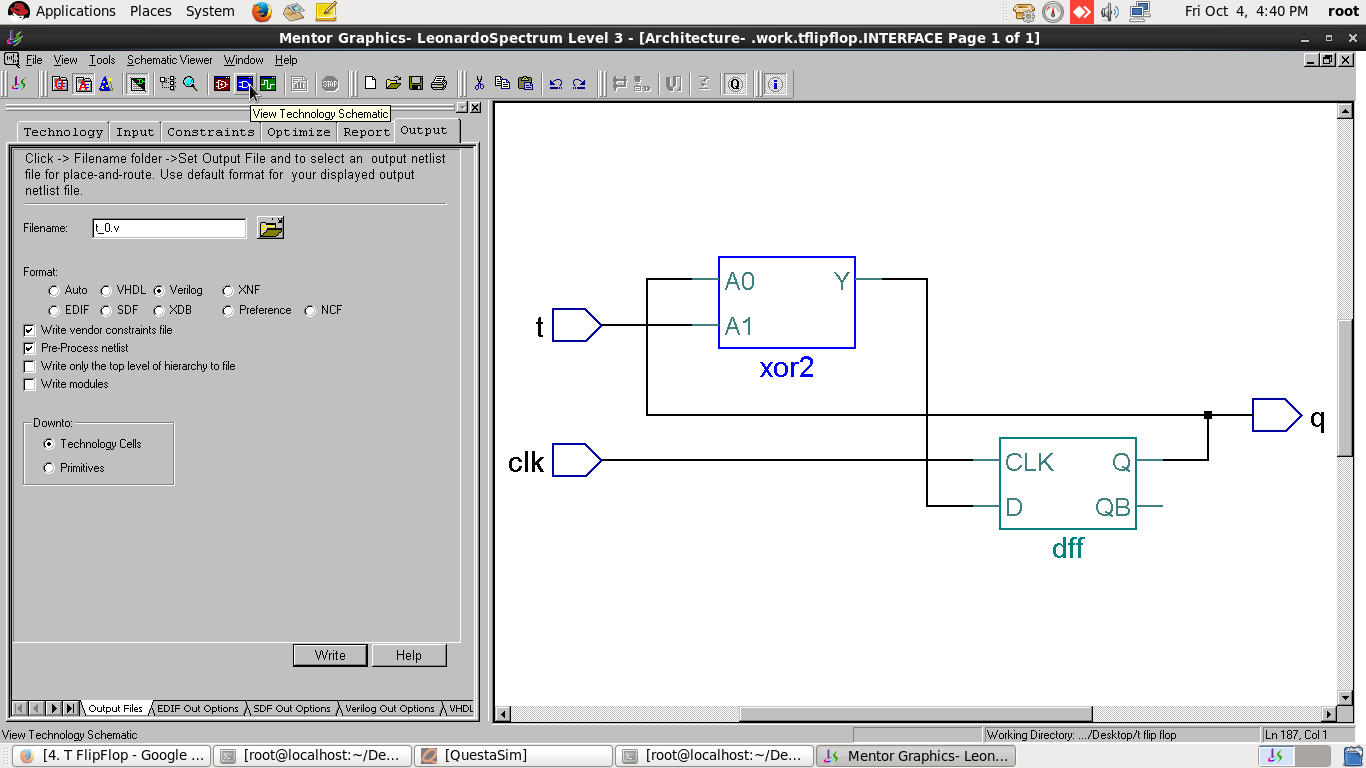 Applications Places System Fri Oct 4, 4:40 PM root
Mentor Graphics- LeonardoSpectrum Level 3 - [Architecture- .work.tflipflop.INTERFACE Page 1 of 1]
File View Tools Schematic Viewer Window Help
STOP Q i
View Technology Schematic
Technology Input Constraints Optimize Report Output
Click -> Filename folder ->Set Output File and to select an output netlist
file for place-and-route. Use default format for your displayed output
netlist file.
Filename: t_0.v
Format:
Auto VHDL Verilog XNF
EDIF SDF XDB Preference NCF
Write vendor constraints file
Pre-Process netlist
Write only the top level of hierarchy to file
Write modules
Downto:
Technology Cells
Primitives
Write Help
Output Files EDIF Out Options SDF Out Options Verilog Out Options VHDL
A0 Y
t A1
xor2
q
clk CLK Q
D QB
dff
View Technology Schematic Working Directory: .../Desktop/t flip flop Ln 187, Col 1
[4. T FlipFlop - Google ... [root@localhost:~/De... [QuestaSim] [root@localhost:~/De... Mentor Graphics- Leon...